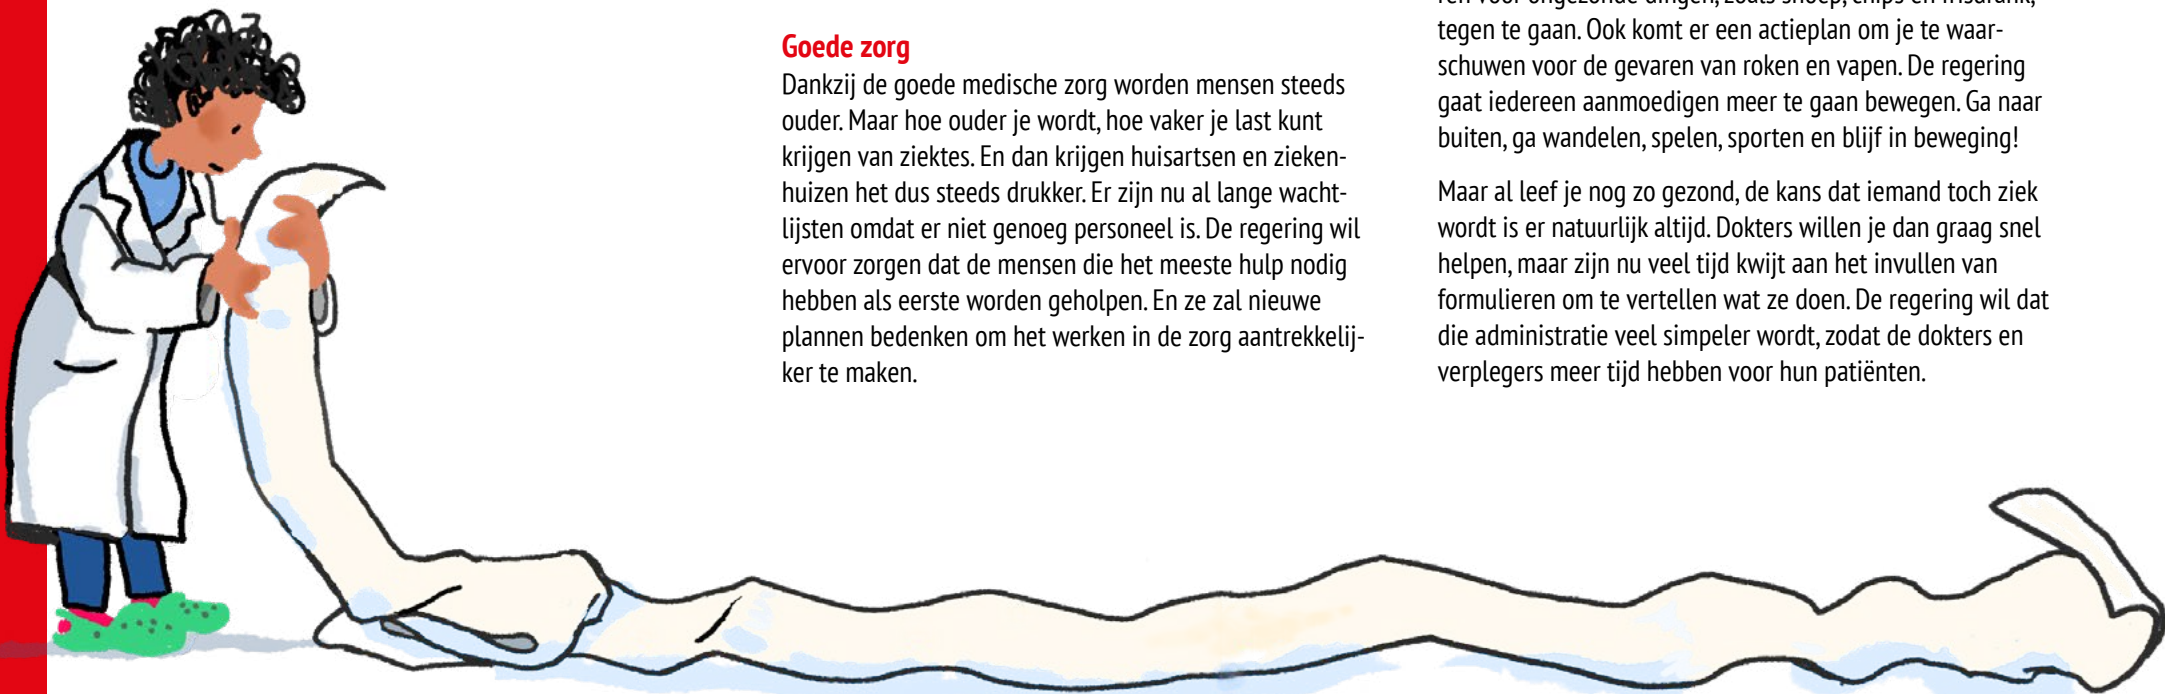 Goede zorg
Dankzij de goede medische zorg worden mensen steeds
ouder. Maar hoe ouder je wordt, hoe vaker je last kunt
krijgen van ziektes. En dan krijgen huisartsen en zieken-
huizen het dus steeds drukker. Er zijn nu al lange wacht-
lijsten omdat er niet genoeg personeel is. De regering wil
ervoor zorgen dat de mensen die het meeste hulp nodig
hebben als eerste worden geholpen. En ze zal nieuwe
plannen bedenken om het werken in de zorg aantrekkelij-
ker te maken.
ren voor ongezonde dingen, zoals snoep, chips en frisdrank,
tegen te gaan. Ook komt er een actieplan om je te waar-
schuwen voor de gevaren van roken en vapen. De regering
gaat iedereen aanmoedigen meer te gaan bewegen. Ga naar
buiten, ga wandelen, spelen, sporten en blijf in beweging!
Maar al leef je nog zo gezond, de kans dat iemand toch ziek
wordt is er natuurlijk altijd. Dokters willen je dan graag snel
helpen, maar zijn nu veel tijd kwijt aan het invullen van
formulieren om te vertellen wat ze doen. De regering wil dat
die administratie veel simpeler wordt, zodat de dokters en
verplegers meer tijd hebben voor hun patiënten.